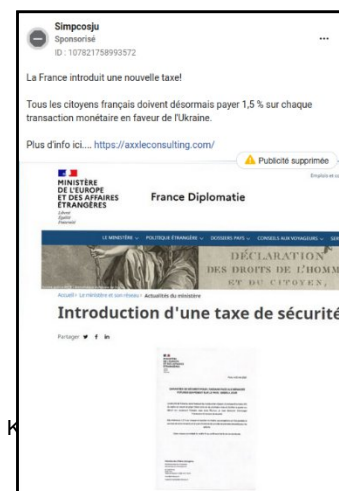 Simpcosju
Sponsorisé
ID : 107821758993572
La France introduit une nouvelle taxe!
Tous les citoyens français doivent désormais payer 1,5 % sur chaque
transaction monétaire en faveur de l'Ukraine.
Plus d'info ici.... https://axxleconsulting.com/
Publicité supprimée
MINISTÈRE
DE L'EUROPE
ET DES AFFAIRES
ÉTRANGÈRES
Liberté
Égalité
Fraternité
France Diplomatie
LE MINISTÈRE
POLITIQUE ÉTRANGÈRE
DOSSIERS PAYS
CONSEILS AUX VOYAGEURS
DÉCLARATION
DES DROITS DE L'HOMM
ET DU CITOYEN,
Accueil › Le ministère et son réseau › Actualités du ministère
Introduction d'une taxe de sécurité
Partager
K